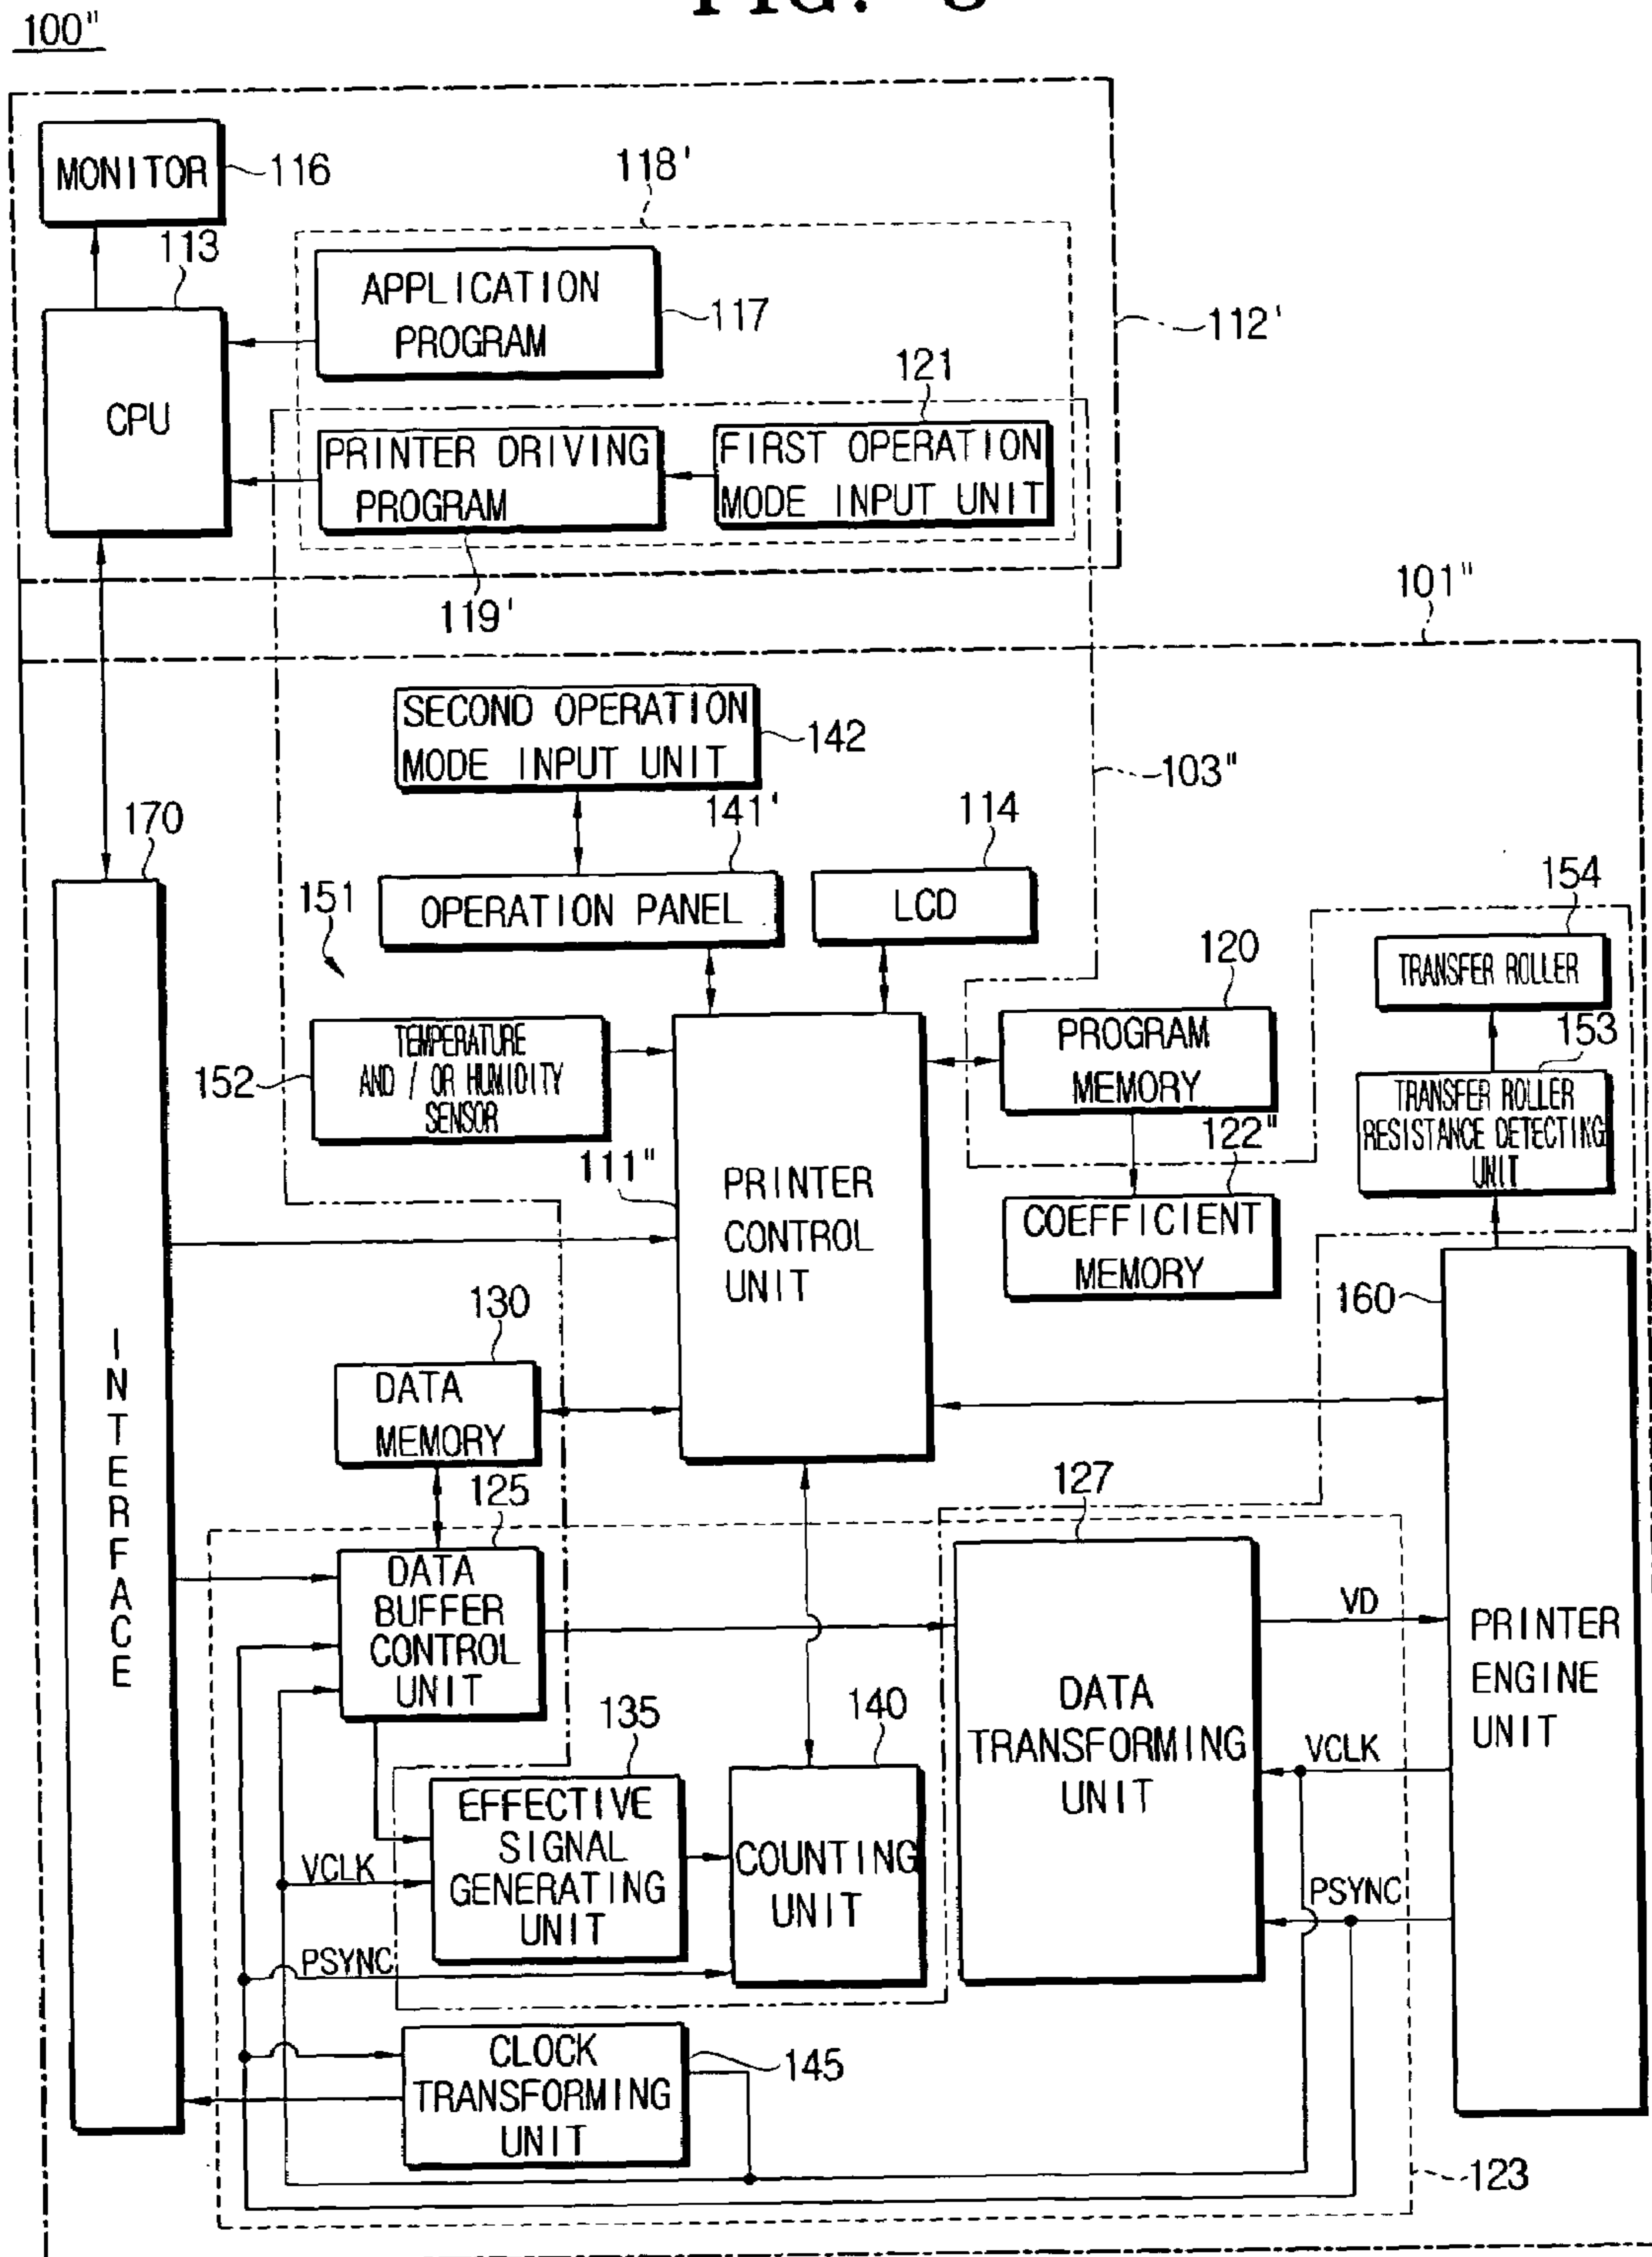 100"
MONITOR
116
118'
113
APPLICATION
PROGRAM
117
112'
CPU
121
PRINTER DRIVING
PROGRAM
FIRST OPERATION
MODE INPUT UNIT
119'
101"
SECOND OPERATION
MODE INPUT UNIT
142
103"
170
141'
114
151
OPERATION PANEL
LCD
154
120
TRANSFER ROLLER
153
TEMPERATURE
AND / OR HUMIDITY
SENSOR
152
PROGRAM
MEMORY
TRANSFER ROLLER
RESISTANCE DETECTING
UNIT
111"
122"
PRINTER
CONTROL
UNIT
COEFFICIENT
MEMORY
160
130
INTERFACE
DATA
MEMORY
125
127
DATA
BUFFER
CONTROL
UNIT
VD
PRINTER
ENGINE
UNIT
135
140
DATA
TRANSFORMING
UNIT
VCLK
EFFECTIVE
SIGNAL
GENERATING
UNIT
VCLK
COUNTING
UNIT
PSYNC
PSYNC
CLOCK
TRANSFORMING
UNIT
145
123